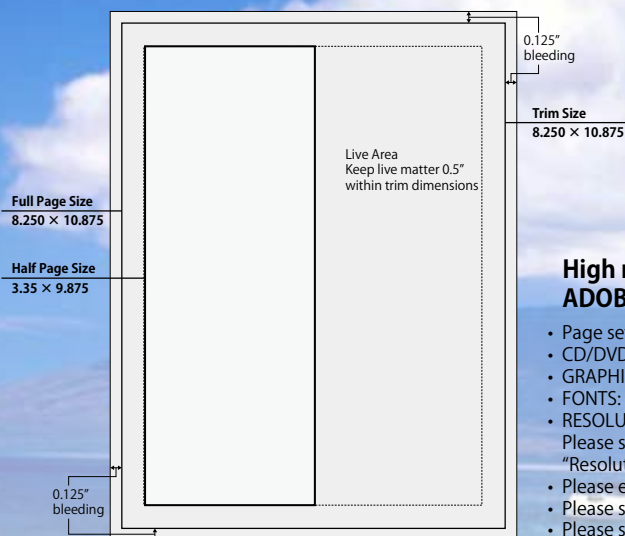 0.125”
bleeding
Trim Size
8.250 × 10.875
Live Area
Keep live matter 0.5”
within trim dimensions
Full Page Size
8.250 × 10.875
Half Page Size
3.35 × 9.875
High
ADOB
• Page se
• CD/DVD
• GRAPHI
• FONTS:
• RESOLU
Please s
“Resolut
• Please e
• Please s
• Please s
0.125”
bleeding